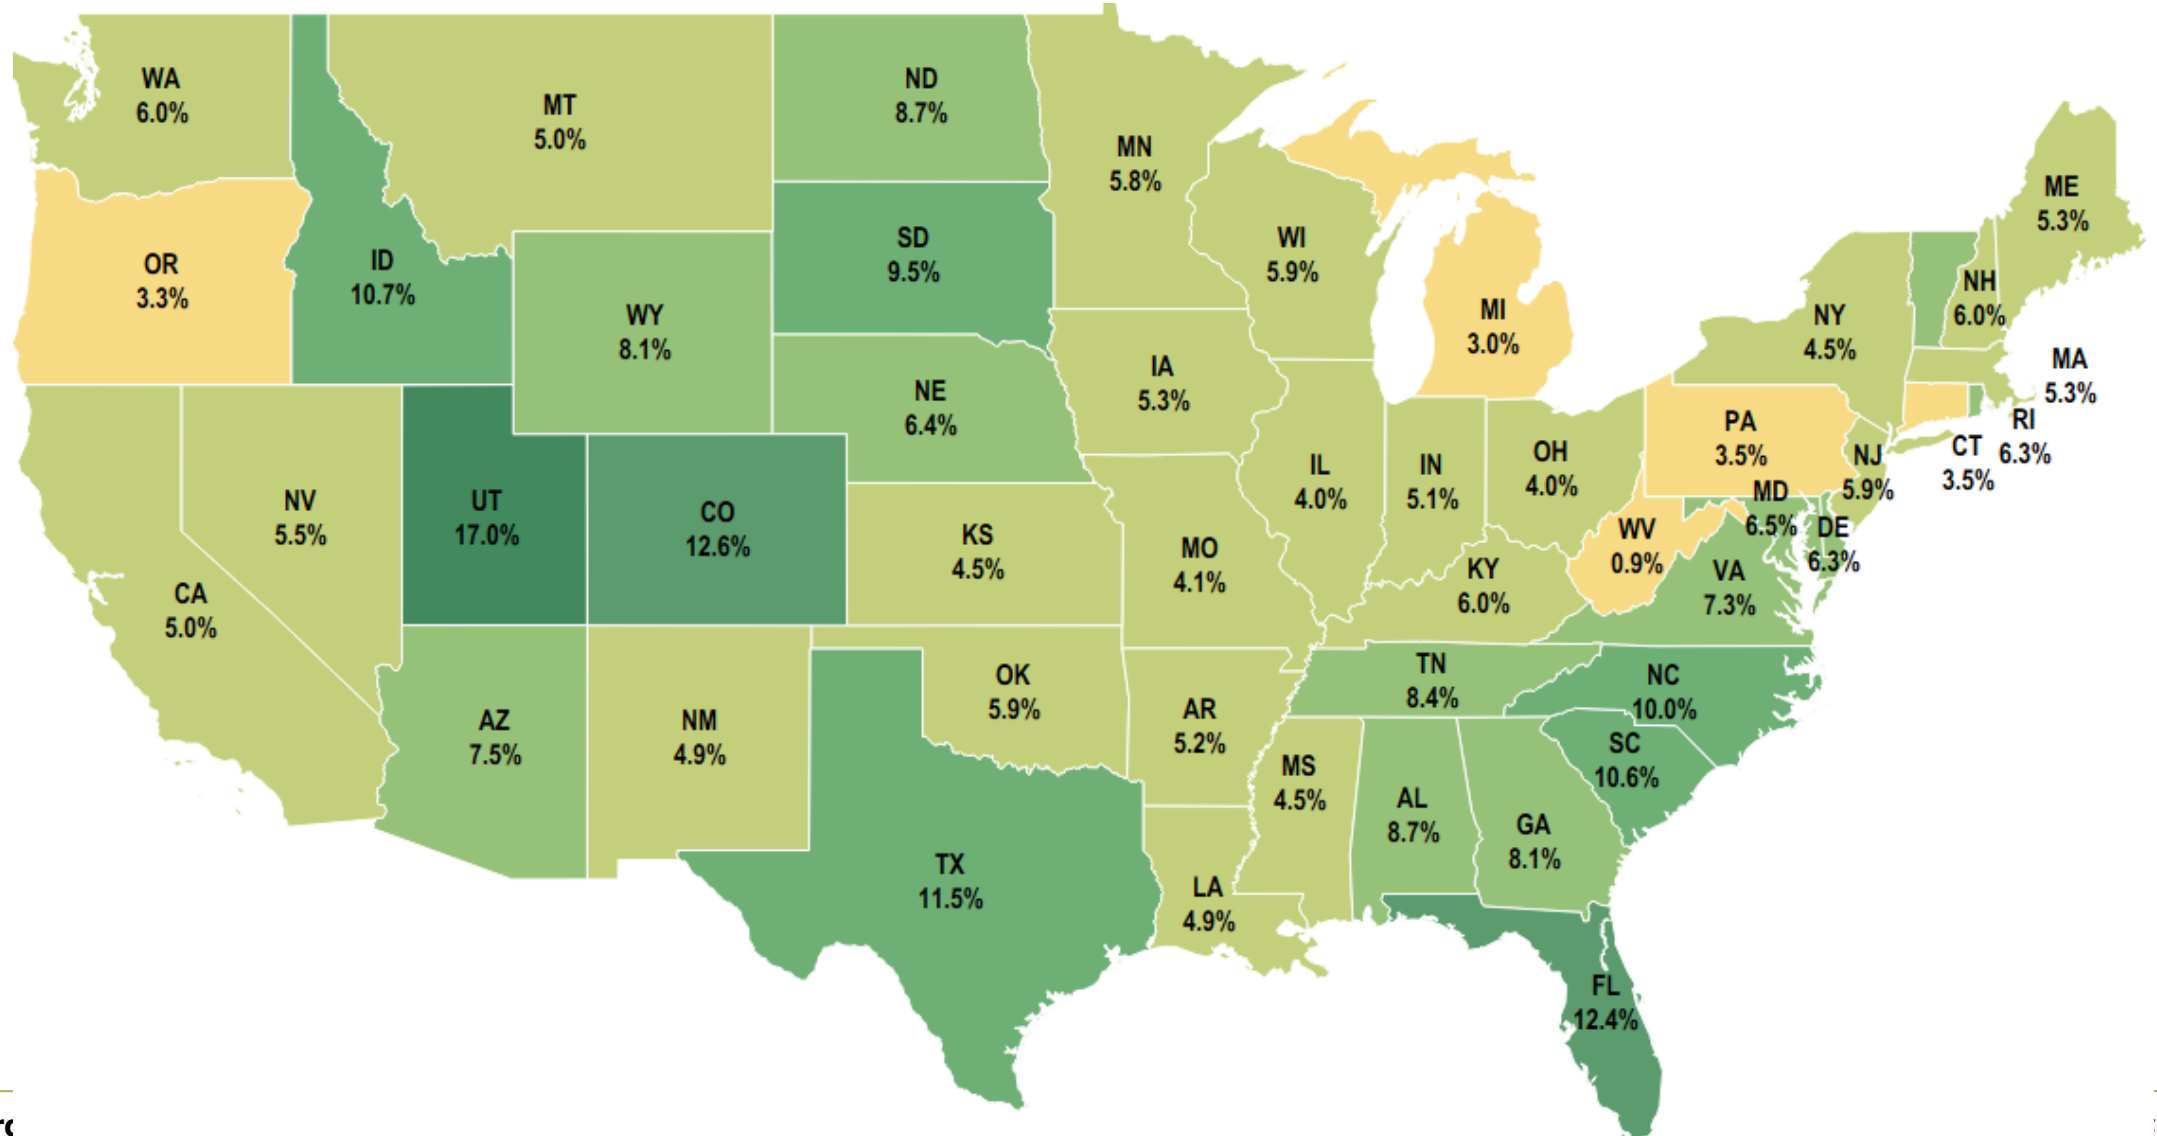 WA
6.0%
MT
5.0%
ND
8.7%
MN
5.8%
ME
5.3%
OR
3.3%
ID
10.7%
SD
9.5%
WI
5.9%
NH
6.0%
WY
8.1%
MI
3.0%
NY
4.5%
MA
5.3%
IA
5.3%
NE
6.4%
PA
3.5%
RI
6.3%
CT
3.5%
NJ
5.9%
OH
4.0%
IL
4.0%
IN
5.1%
NV
5.5%
UT
17.0%
CO
12.6%
MD
6.5%
DE
6.3%
KS
4.5%
MO
4.1%
WV
0.9%
KY
6.0%
VA
7.3%
CA
5.0%
TN
8.4%
NC
10.0%
OK
5.9%
AZ
7.5%
NM
4.9%
AR
5.2%
SC
10.6%
MS
4.5%
AL
8.7%
GA
8.1%
TX
11.5%
LA
4.9%
FL
12.4%